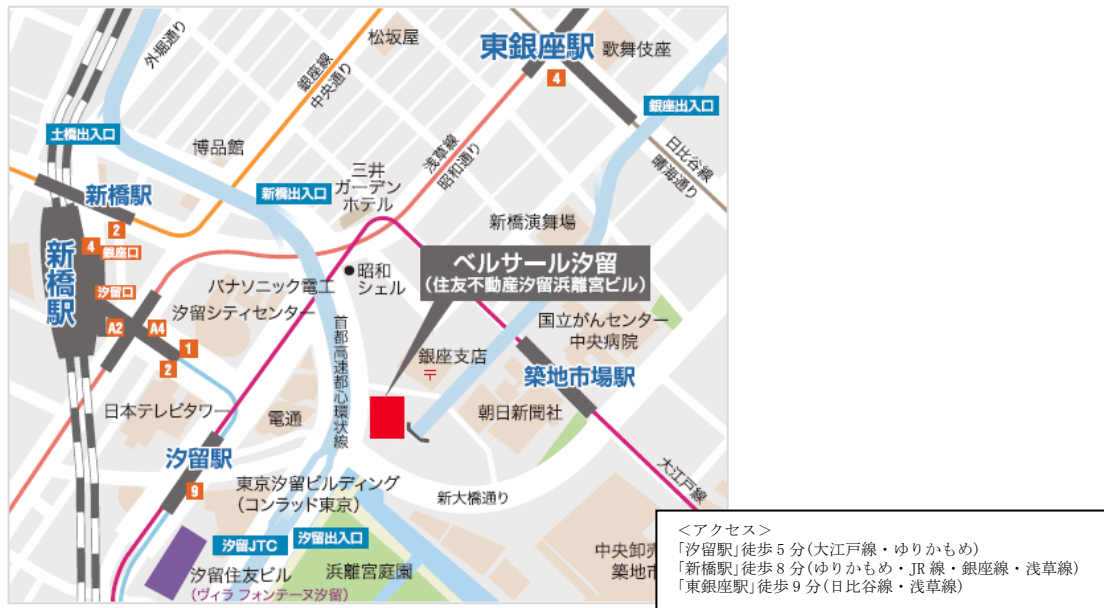 外堀通り
銀座線
中央通り
松坂屋
東銀座駅
歌舞伎座
4
銀座出入口
土橋出入口
博品館
浅草線
昭和通り
日比谷線
晴海通り
三井
ガーデン
ホテル
新橋出入口
新橋駅
2
新橋演舞場
4
銀座口
新橋駅
ベルサール汐留
(住友不動産汐留浜離宮ビル)
昭和
シェル
汐留口
パナソニック電工
汐留シティセンター
A2
A4
1
2
首都高速都心環状線
国立がんセンター
中央病院
銀座支店
〒
築地市場駅
日本テレビタワー
電通
朝日新聞社
汐留駅
9
東京汐留ビルディング
(コンラッド東京)
新大橋通り
大江戸線
汐留JTC
汐留出入口
汐留住友ビル
(ヴィラ フォンテーヌ汐留)
浜離宮庭園
中央卸売
築地市
<アクセス>
「汐留駅」徒歩5分(大江戸線・ゆりかもめ)
「新橋駅」徒歩8分(ゆりかもめ・JR線・銀座線・浅草線)
「東銀座駅」徒歩9分(日比谷線・浅草線)